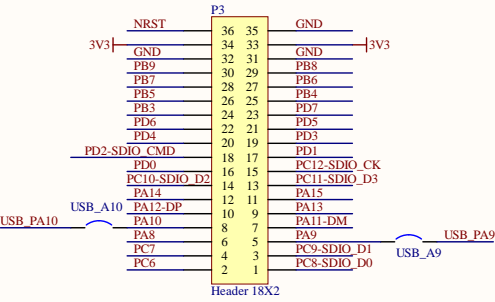 P3
NRST 36 35 GND
3V3 34 33 3V3
GND 32 31 GND
PB9 30 29 PB8
PB7 28 27 PB6
PB5 26 25 PB4
PB3 24 23 PD7
PD6 22 21 PD5
PD4 20 19 PD3
PD2-SDIO_CMD 18 17 PD1
PD0 16 15 PC12-SDIO_CK
PC10-SDIO_D2 14 13 PC11-SDIO_D3
PA14 12 11 PA15
USB_A10 PA12-DP 10 9 PA13
USB_PA10 PA10 8 7 PA11-DM
PA8 6 5 PA9 USB_PA9
PC7 4 3 PC9-SDIO_D1 USB_A9
PC6 2 1 PC8-SDIO_D0
Header 18X2